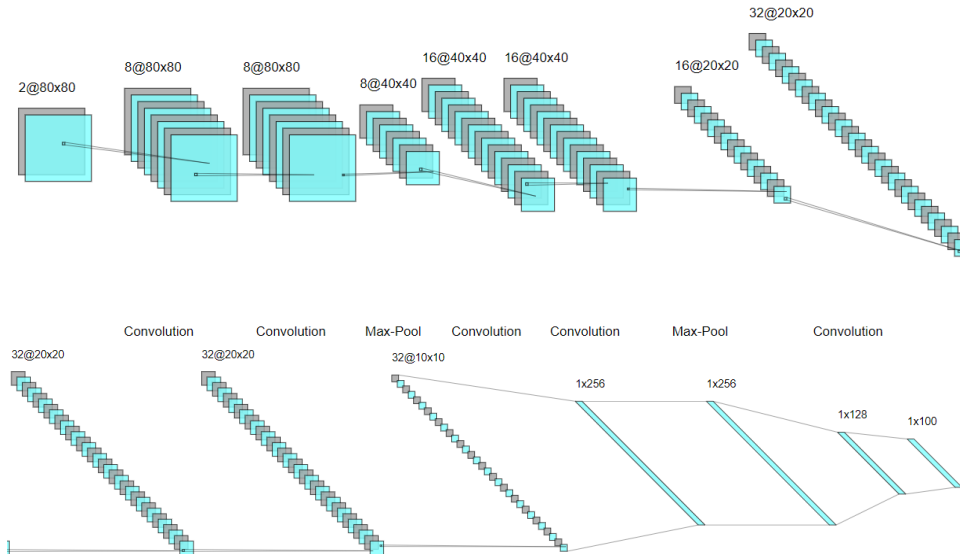 32@20x20
16@40x40 16@40x40
8@80x80 8@80x80 16@20x20
2@80x80 8@40x40
Convolution Convolution Max-Pool Convolution Convolution Max-Pool Convolution
32@20x20 32@20x20 32@10x10
1x256 1x256
1x128 1x100